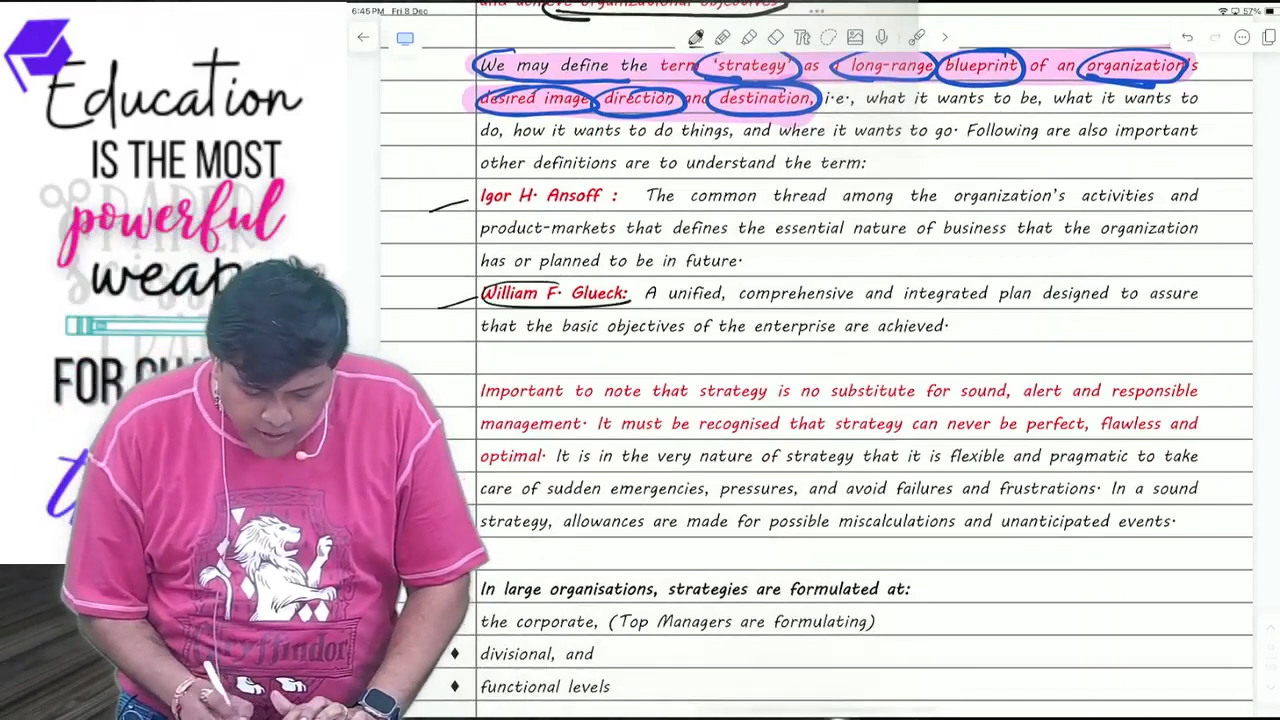 and achieve organizational objectives
6:45 PM Fri 8 Dec
57%
Tt
Education
IS THE MOST
powerful
weap
FOR
We may define the term 'strategy' as a long-range blueprint of an organization's
desired image, direction and destination, i·e·, what it wants to be, what it wants to
do, how it wants to do things, and where it wants to go· Following are also important
other definitions are to understand the term:
Igor H· Ansoff : The common thread among the organization's activities and
product-markets that defines the essential nature of business that the organization
has or planned to be in future·
William F· Glueck: A unified, comprehensive and integrated plan designed to assure
that the basic objectives of the enterprise are achieved·
Important to note that strategy is no substitute for sound, alert and responsible
management· It must be recognised that strategy can never be perfect, flawless and
optimal· It is in the very nature of strategy that it is flexible and pragmatic to take
care of sudden emergencies, pressures, and avoid failures and frustrations· In a sound
strategy, allowances are made for possible miscalculations and unanticipated events·
In large organisations, strategies are formulated at:
the corporate, (Top Managers are formulating)
♦ divisional, and
♦ functional levels
Gryffindor